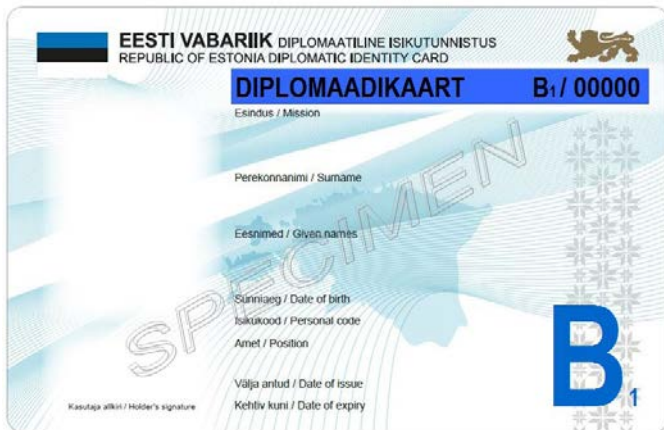 EESTI VABARIIK DIPLOMAATILINE ISIKUTUNNISTUS
REPUBLIC OF ESTONIA DIPLOMATIC IDENTITY CARD
DIPLOMAADIKAART B1/ 00000
Esindus / Mission
Perekonnanimi / Surname
Eesnimed / Given names
SPECIMEN
Sünniaeg / Date of birth
Isikukood / Personal code
Amet / Position
Välja antud / Date of issue
Kasutaja allkiri / Holder's signature
Kehtiv kuni / Date of expiry
B1